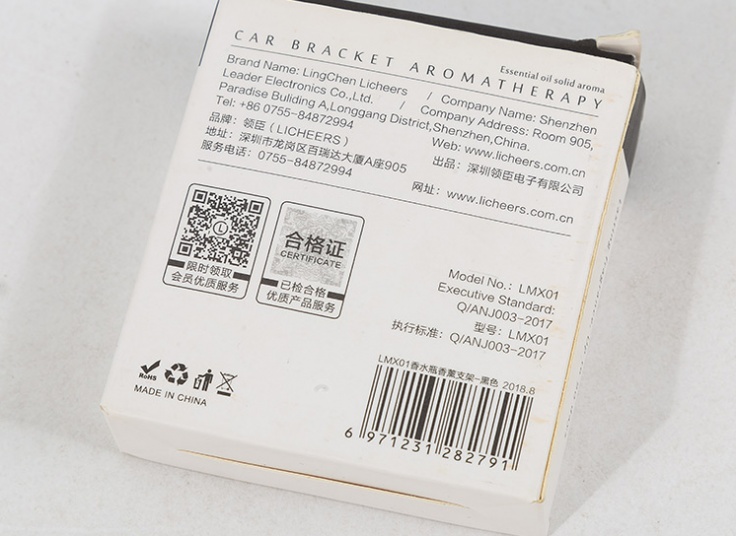 CAR BRACKET AROMATHERAPY
Essential oil solid aroma
Brand Name: LingChen Licheers / Company Name: Shenzhen
Leader Electronics Co.,Ltd. / Company Address: Room 905,
Paradise Buliding A,Longgang District,Shenzhen,China.
Tel: +86 0755-84872994
Web: www.licheers.com.cn
品牌：领臣（LICHEERS）
出品：深圳领臣电子有限公司
地址：深圳市龙岗区百瑞达大厦A座905
服务电话：0755-84872994
网址：www.licheers.com.cn
L
限时领取
会员优质服务
合格证
CERTIFICATE
已检合格
优质产品服务
Model No.: LMX01
Executive Standard:
Q/ANJ003-2017
型号：LMX01
执行标准：Q/ANJ003-2017
RoHS
MADE IN CHINA
LMX01香水瓶香薰支架-黑色 2018.8
6 971231 282791